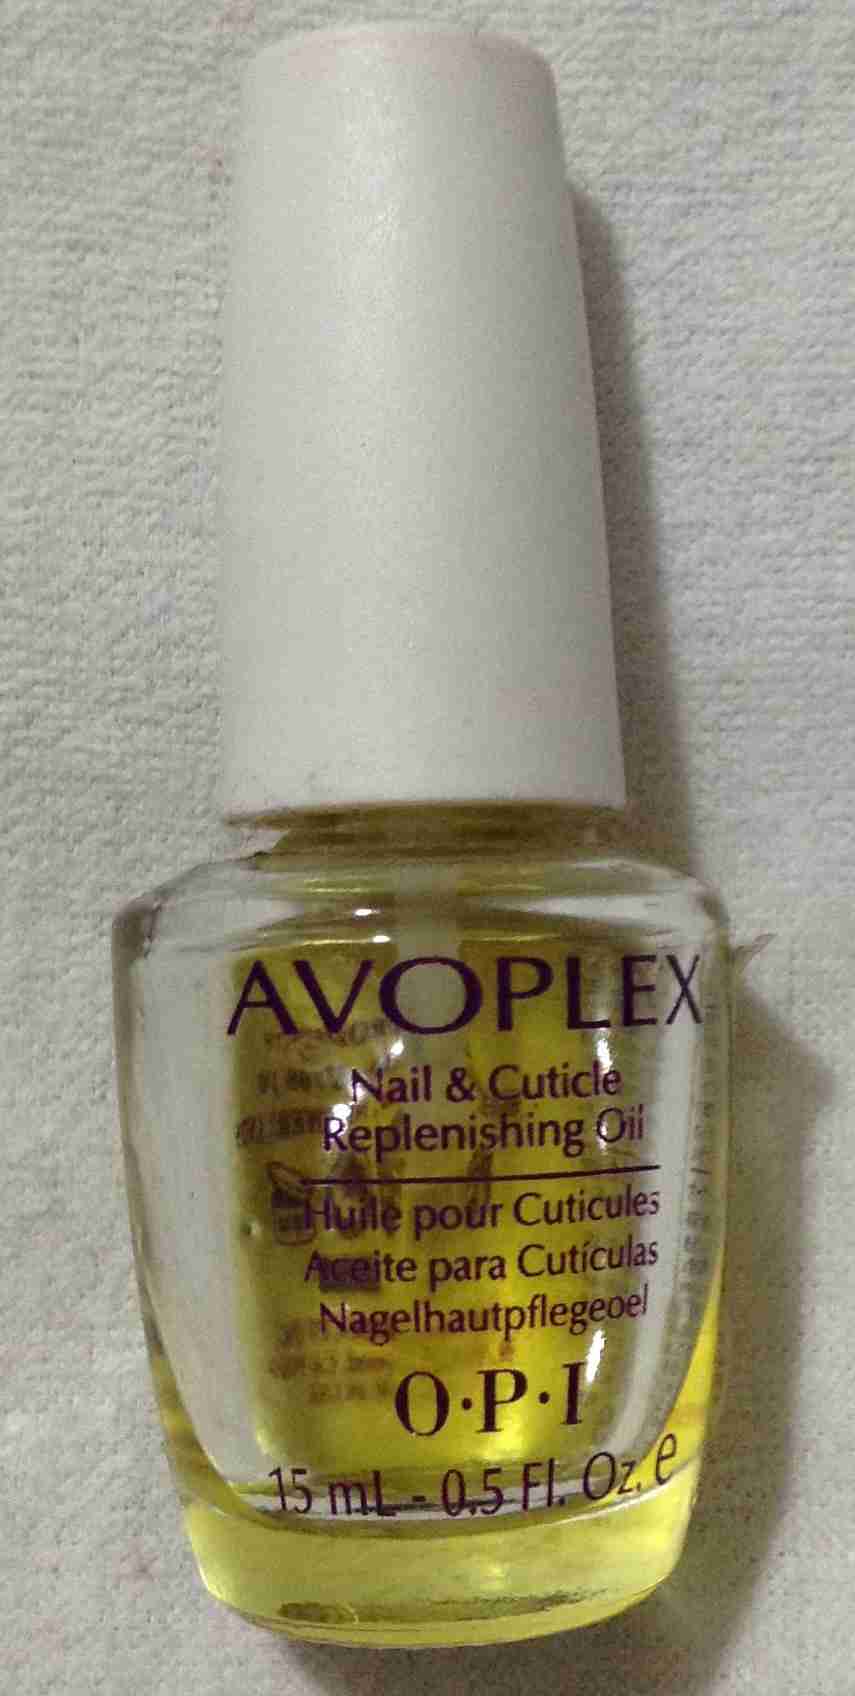 AVOPLEX
Nail & Cuticle
Replenishing Oil
Huile pour Cuticules
Aceite para Cutículas
Nagelhautpflegeoel
O·P·I
15 mL - 0.5 Fl. Oz. e